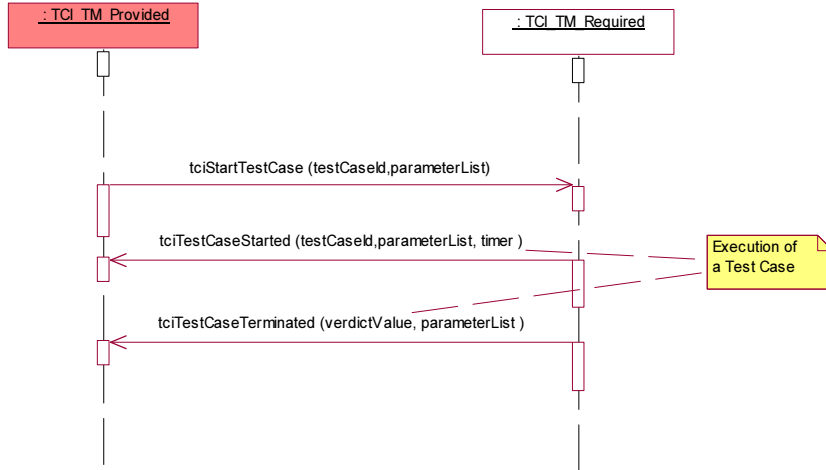 : TCI_TM_Provided
: TCI_TM_Required
tciStartTestCase (testCaseId,parameterList)
tciTestCaseStarted (testCaseId,parameterList, timer )
Execution of
a Test Case
tciTestCaseTerminated (verdictValue, parameterList )